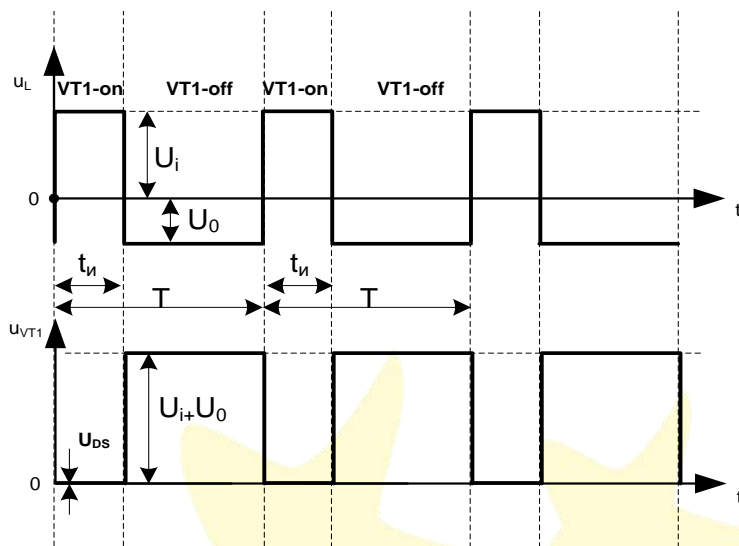 u_L VT1-on VT1-off VT1-on VT1-off
U_i
0 t
U_0
t_и t_и
T T
u_VT1
U_i+U_0
U_DS
0 t